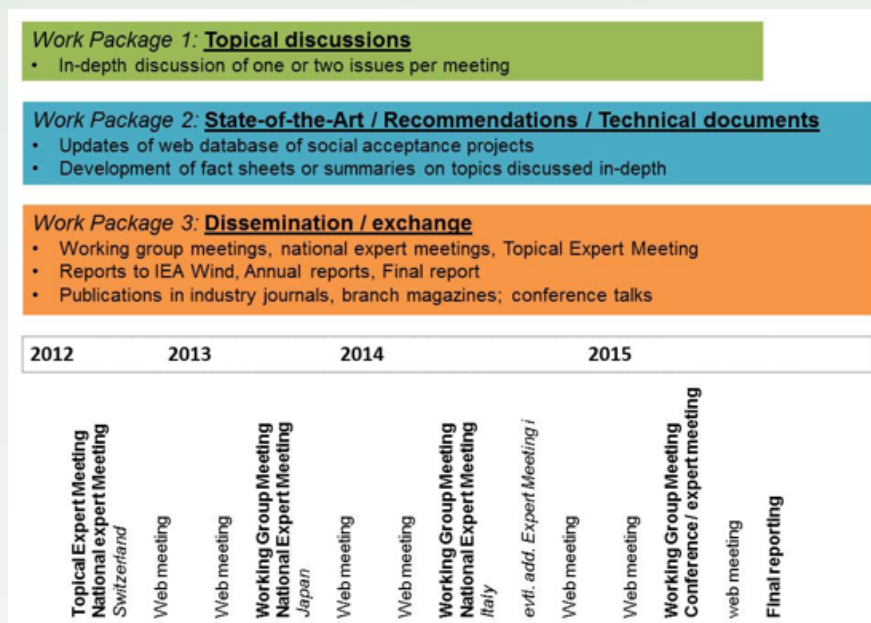 Work Package 1: Topical discussions
• In-depth discussion of one or two issues per meeting
Work Package 2: State-of-the-Art / Recommendations / Technical documents
• Updates of web database of social acceptance projects
• Development of fact sheets or summaries on topics discussed in-depth
Work Package 3: Dissemination / exchange
• Working group meetings, national expert meetings, Topical Expert Meeting
• Reports to IEA Wind, Annual reports, Final report
• Publications in industry journals, branch magazines; conference talks
2012 2013 2014 2015
Topical Expert Meeting
National expert Meeting
Switzerland
Web meeting
Web meeting
Working Group Meeting
National Expert Meeting
Japan
Web meeting
Web meeting
Working Group Meeting
National Expert Meeting
Italy
evtl. add. Expert Meeting i
Web meeting
Web meeting
Working Group Meeting
Conference/ expert meeting
web meeting
Final reporting